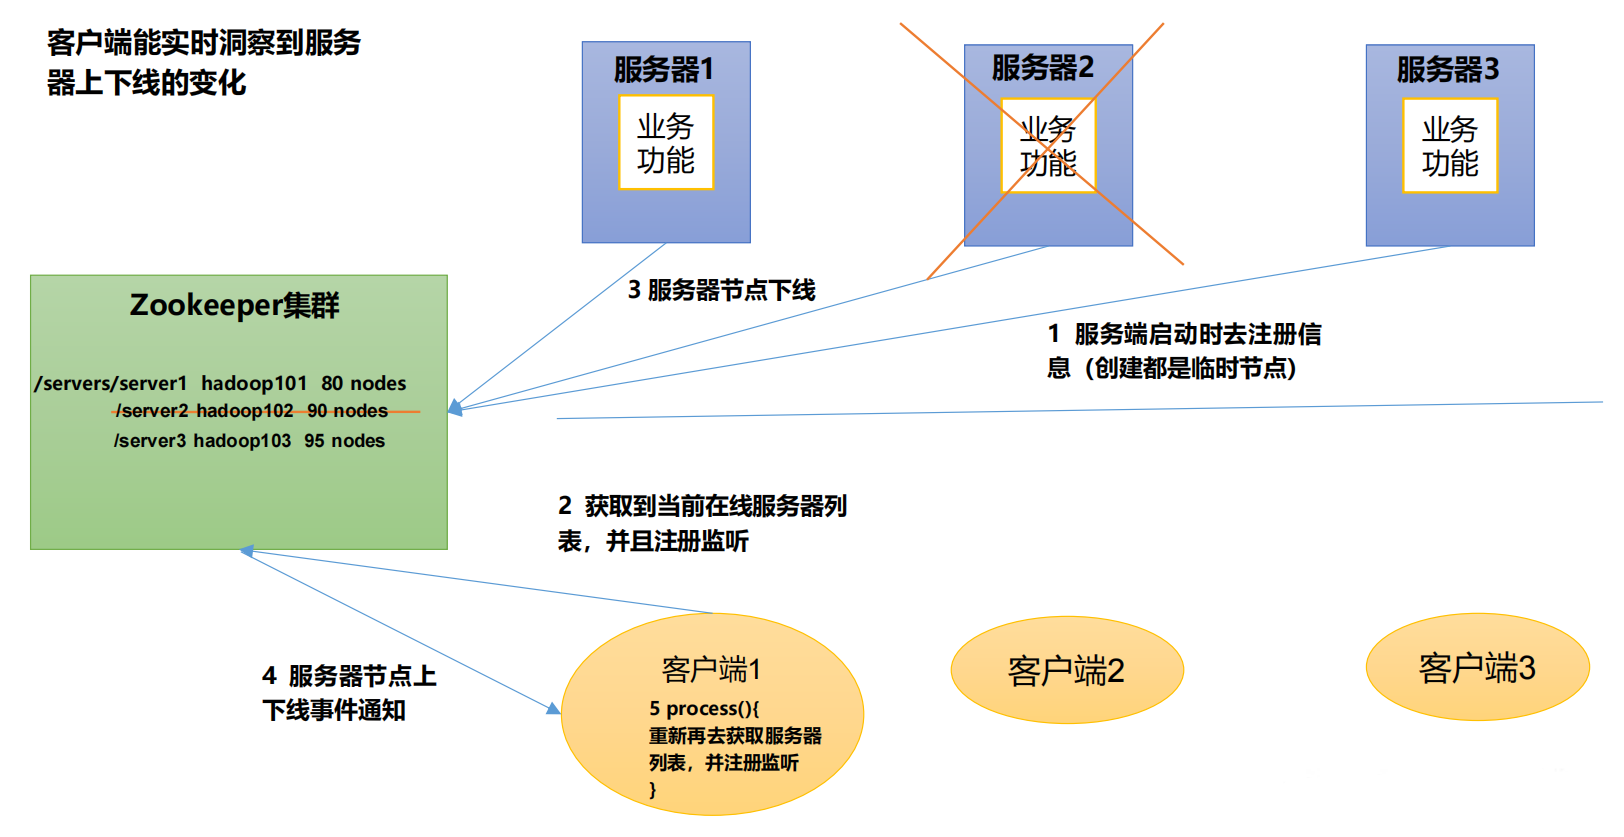 客户端能实时洞察到服务
器上下线的变化
服务器1
业务
功能
服务器2
业务
功能
服务器3
业务
功能
3 服务器节点下线
Zookeeper集群
1 服务端启动时去注册信
息（创建都是临时节点）
/servers/server1 hadoop101 80 nodes
/server2 hadoop102 90 nodes
/server3 hadoop103 95 nodes
2 获取到当前在线服务器列
表，并且注册监听
4 服务器节点上
下线事件通知
客户端1
5 process(){
重新再去获取服务器
列表，并注册监听
}
客户端2
客户端3